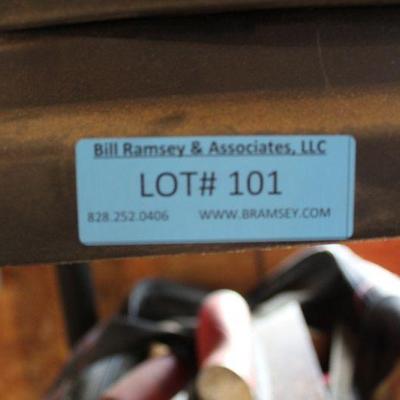 Bill Ramsey & Associates, LLC
LOT# 101
828.252.0406 WWW.BRAMSEY.COM